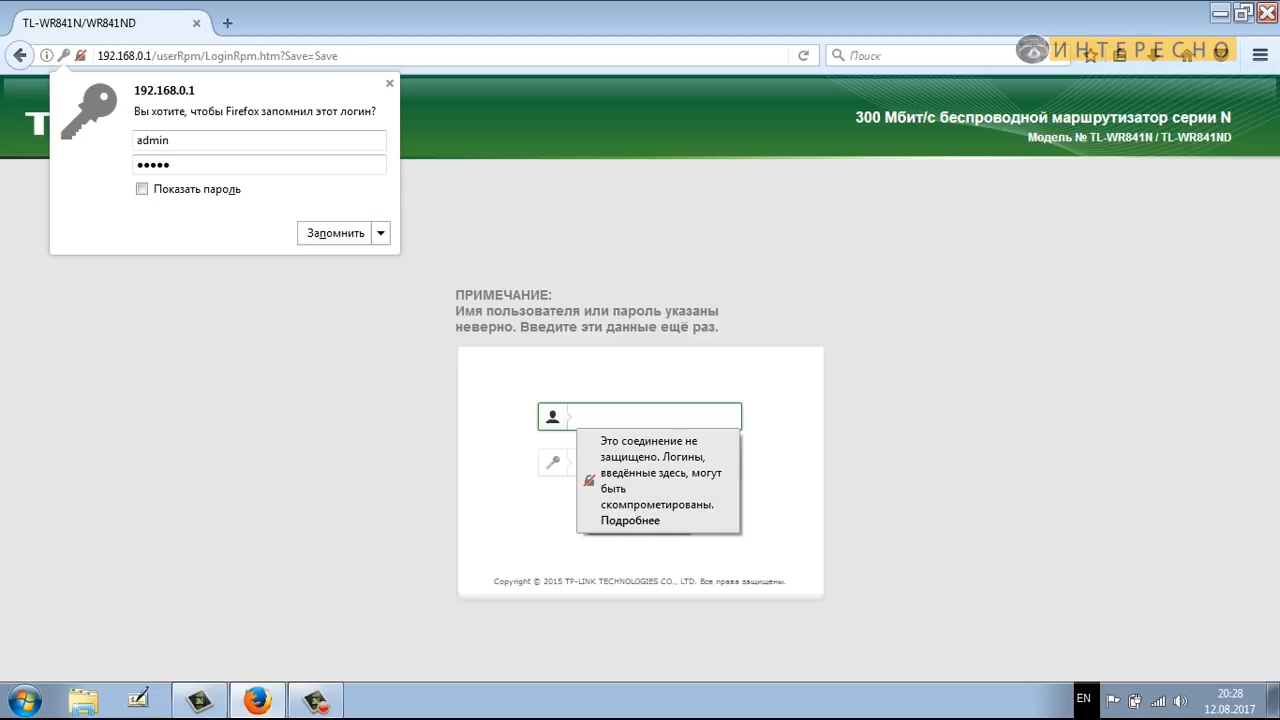 TL-WR841N/WR841ND
192.168.0.1/userRpm/LoginRpm.htm?Save=Save
Поиск
ИНТЕРЕСНО
192.168.0.1
Вы хотите, чтобы Firefox запомнил этот логин?
admin
•••••
Показать пароль
Запомнить
T
300 Мбит/с беспроводной маршрутизатор серии N
Модель № TL-WR841N / TL-WR841ND
ПРИМЕЧАНИЕ:
Имя пользователя или пароль указаны
неверно. Введите эти данные ещё раз.
Это соединение не
защищено. Логины,
введённые здесь, могут
быть
скомпрометированы.
Подробнее
Copyright © 2015 TP-LINK TECHNOLOGIES CO., LTD. Все права защищены.
EN
20:28
12.08.2017